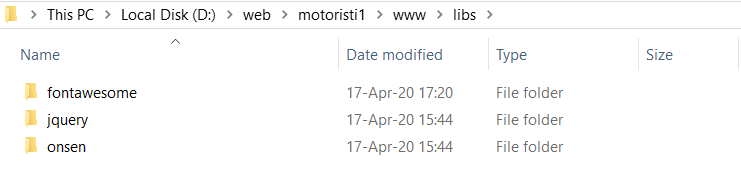 This PC > Local Disk (D:) > web > motoristi1 > www > libs >
Name Date modified Type Size
fontawesome 17-Apr-20 17:20 File folder
jquery 17-Apr-20 15:44 File folder
onsen 17-Apr-20 15:44 File folder